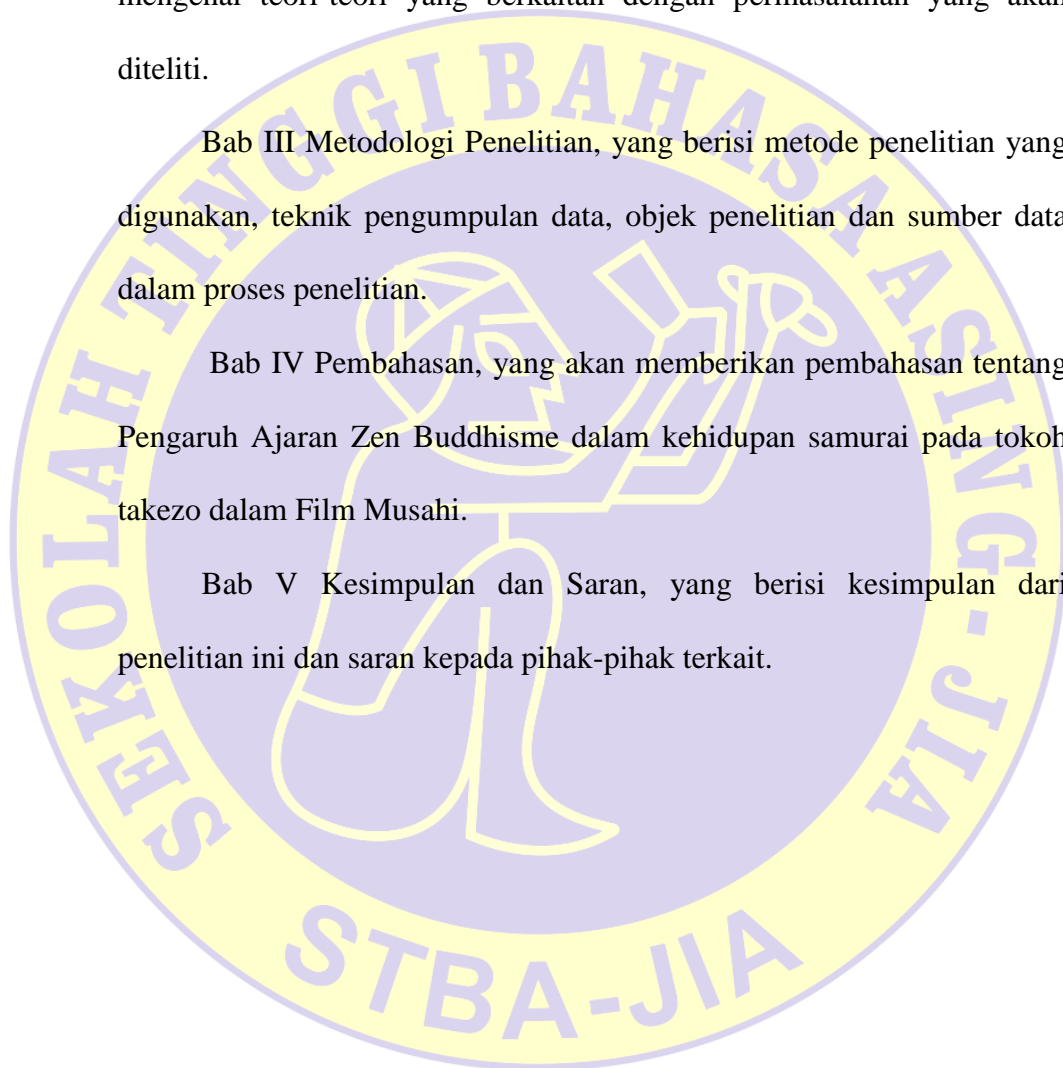 mengenai teori-teori yang berkaitan dengan permasalahan yang akan
diteliti.
Bab III Metodologi Penelitian, yang berisi metode penelitian yang
digunakan, teknik pengumpulan data, objek penelitian dan sumber data
dalam proses penelitian.
Bab IV Pembahasan, yang akan memberikan pembahasan tentang
Pengaruh Ajaran Zen Buddhisme dalam kehidupan samurai pada tokoh
takezo dalam Film Musahi.
Bab V Kesimpulan dan Saran, yang berisi kesimpulan dari
penelitian ini dan saran kepada pihak-pihak terkait.
SEKOLAH TINGGI BAHASA ASING - JIA
STBA-JIA